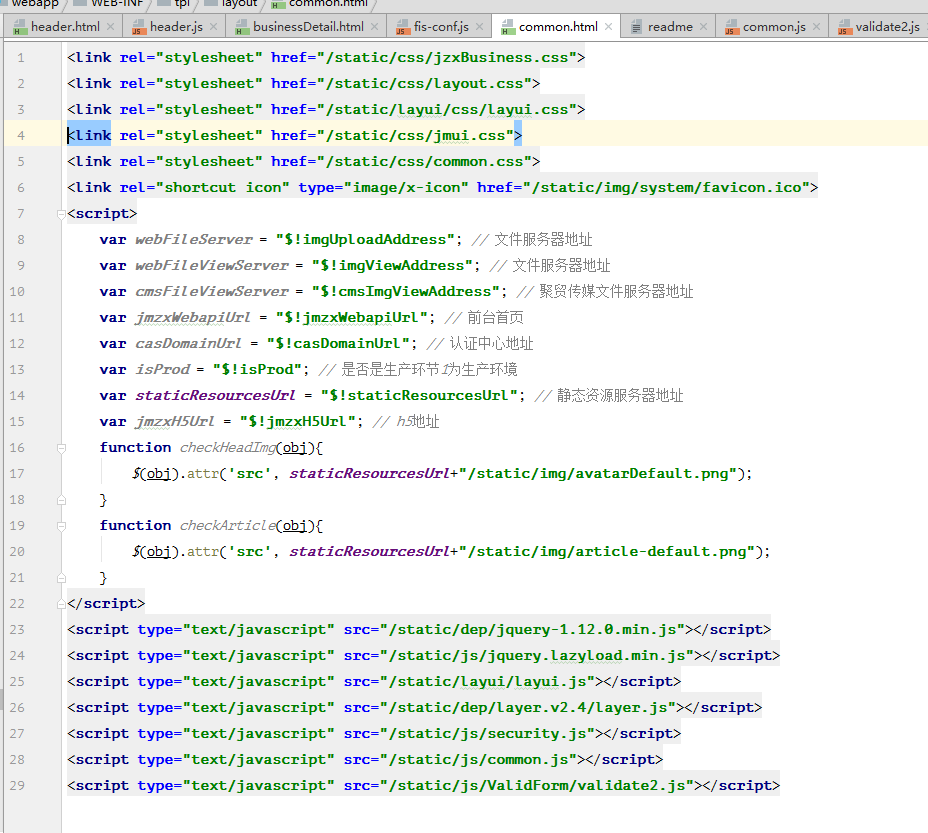 webapp WEB-INF tpl layout common.html
header.html header.js businessDetail.html fis-conf.js common.html readme common.js validate2.js
1 <link rel="stylesheet" href="/static/css/jzxBusiness.css">
2 <link rel="stylesheet" href="/static/css/layout.css">
3 <link rel="stylesheet" href="/static/layui/css/layui.css">
4 <link rel="stylesheet" href="/static/css/jmui.css">
5 <link rel="stylesheet" href="/static/css/common.css">
6 <link rel="shortcut icon" type="image/x-icon" href="/static/img/system/favicon.ico">
7 <script>
8 var webFileServer = "$!imgUploadAddress"; // 文件服务器地址
9 var webFileViewServer = "$!imgViewAddress"; // 文件服务器地址
10 var cmsFileViewServer = "$!cmsImgViewAddress"; // 聚贸传媒文件服务器地址
11 var jmzxWebapiUrl = "$!jmzxWebapiUrl"; // 前台首页
12 var casDomainUrl = "$!casDomainUrl"; // 认证中心地址
13 var isProd = "$!isProd"; // 是否是生产环节1为生产环境
14 var staticResourcesUrl = "$!staticResourcesUrl"; // 静态资源服务器地址
15 var jmzxH5Url = "$!jmzxH5Url"; // h5地址
16 function checkHeadImg(obj){
17 $(obj).attr('src', staticResourcesUrl+"/static/img/avatarDefault.png");
18 }
19 function checkArticle(obj){
20 $(obj).attr('src', staticResourcesUrl+"/static/img/article-default.png");
21 }
22 </script>
23 <script type="text/javascript" src="/static/dep/jquery-1.12.0.min.js"></script>
24 <script type="text/javascript" src="/static/js/jquery.lazyload.min.js"></script>
25 <script type="text/javascript" src="/static/layui/layui.js"></script>
26 <script type="text/javascript" src="/static/dep/layer.v2.4/layer.js"></script>
27 <script type="text/javascript" src="/static/js/security.js"></script>
28 <script type="text/javascript" src="/static/js/common.js"></script>
29 <script type="text/javascript" src="/static/js/ValidForm/validate2.js"></script>